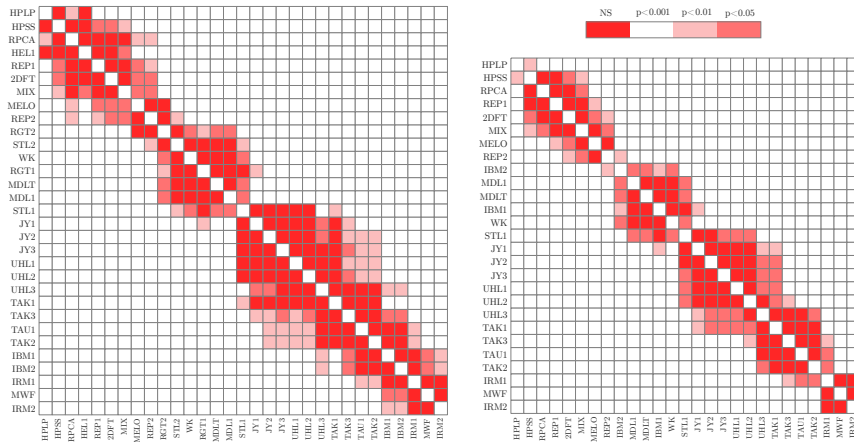 HPLP
HPSS
RPCA
HEL1
REP1
2DFT
MIX
MELO
REP2
RGT2
STL2
WK
RGT1
MDLT
MDL1
STL1
JY1
JY2
JY3
UHL1
UHL2
UHL3
TAK1
TAK3
TAU1
TAK2
IBM1
IBM2
IRM1
MWF
IRM2
HPLP HPSS RPCA HEL1 REP1 2DFT MIX MELO REP2 RGT2 STL2 WK RGT1 MDLT MDL1 STL1 JY1 JY2 JY3 UHL1 UHL2 UHL3 TAK1 TAK3 TAU1 TAK2 IBM1 IBM2 IRM1 MWF IRM2
NS p<0.001 p<0.01 p<0.05
HPLP
HPSS
RPCA
REP1
2DFT
MIX
MELO
REP2
IBM2
MDL1
MDLT
IBM1
WK
STL1
JY1
JY2
JY3
UHL1
UHL2
UHL3
TAK1
TAK3
TAU1
TAK2
IRM1
MWF
IRM2
HPLP HPSS RPCA REP1 2DFT MIX MELO REP2 IBM2 MDL1 MDLT IBM1 WK STL1 JY1 JY2 JY3 UHL1 UHL2 UHL3 TAK1 TAK3 TAU1 TAK2 IRM1 MWF IRM2